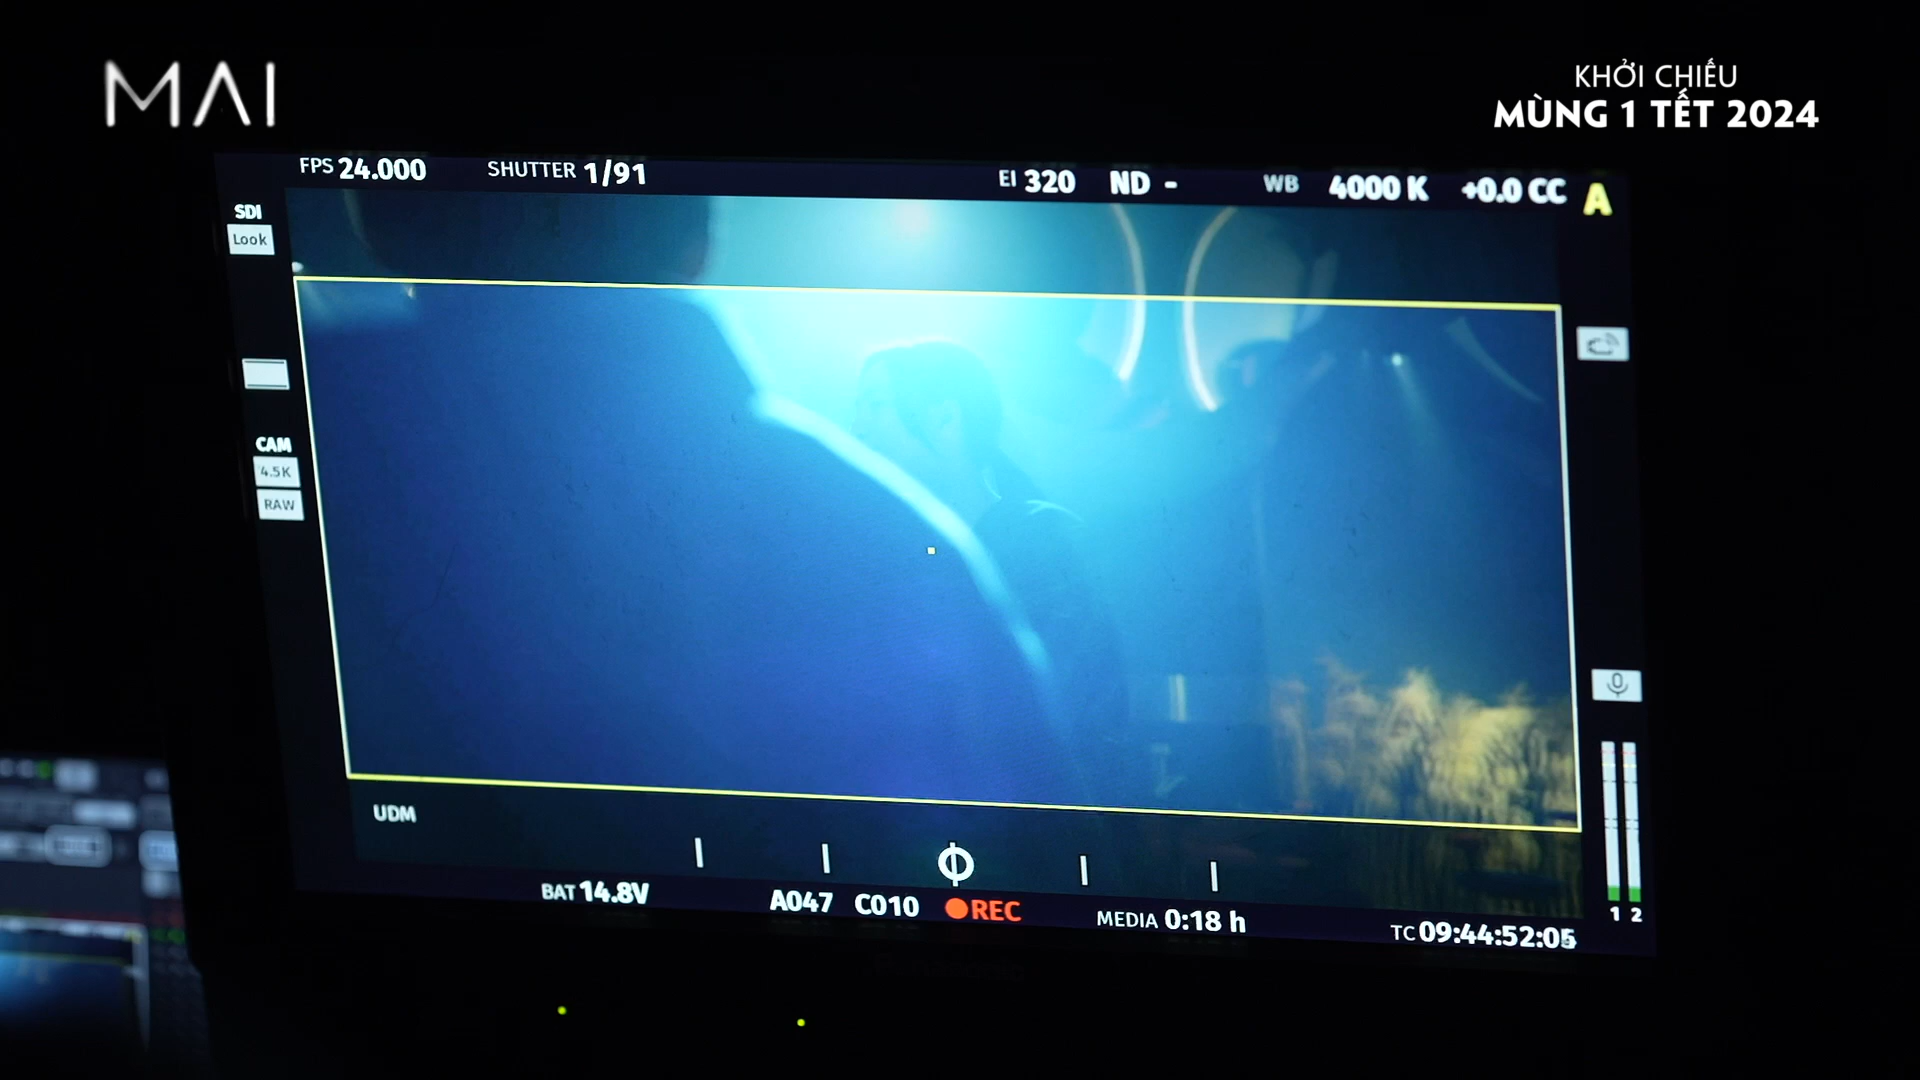 MAI
KHỞI CHIẾU
MÙNG 1 TẾT 2024
FPS 24.000 SHUTTER 1/91 EI 320 ND - WB 4000 K +0.0 CC A
SDI
Look
CAM
4.5K
RAW
UDM
BAT 14.8V A047 C010 REC MEDIA 0:18 h TC 09:44:52:05
1 2
Panasonic